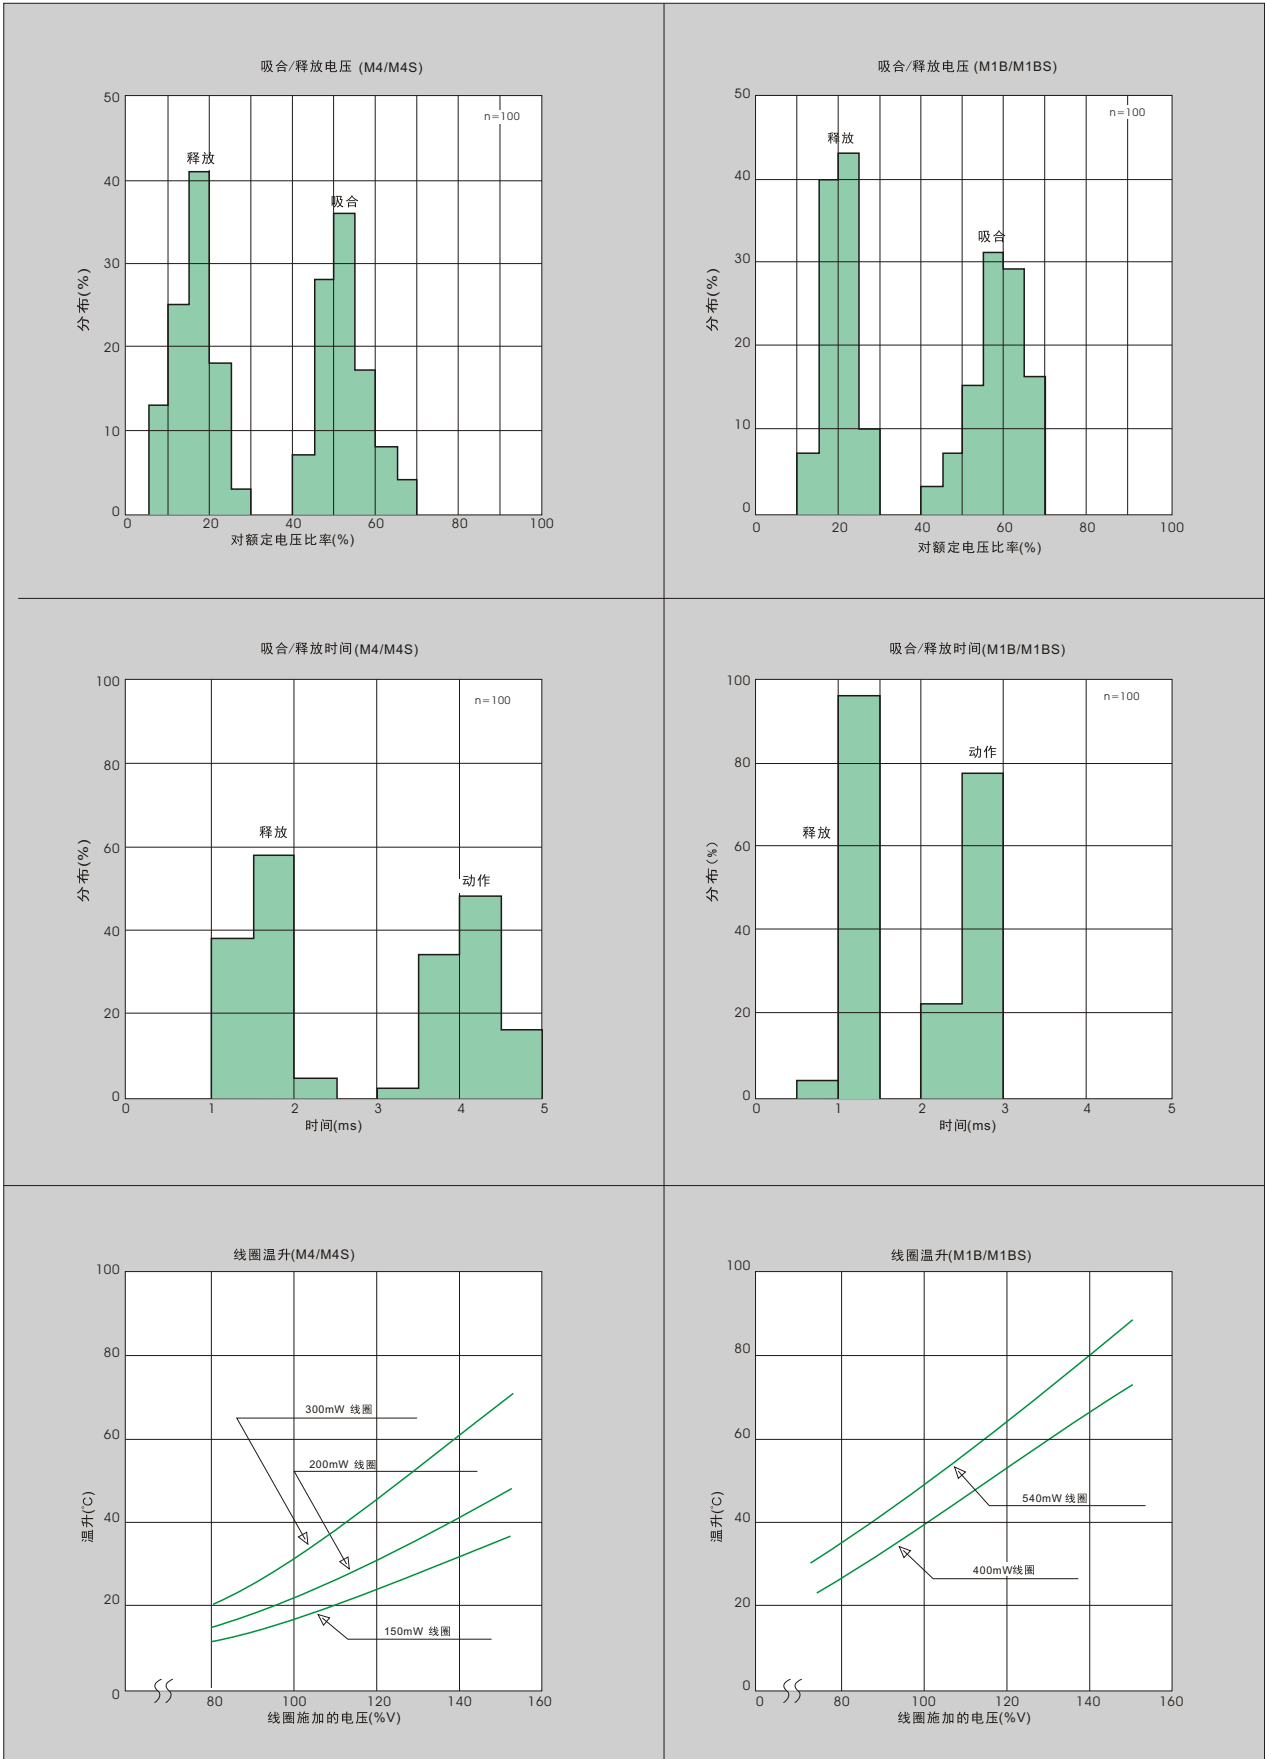 吸合/释放电压 (M4/M4S)
50
40
30
20
10
0
分布(%)
n=100
释放
吸合
0 20 40 60 80 100
对额定电压比率(%)
吸合/释放电压 (M1B/M1BS)
50
40
30
20
10
0
分布(%)
n=100
释放
吸合
0 20 40 60 80 100
对额定电压比率(%)
吸合/释放时间(M4/M4S)
100
80
60
40
20
0
分布(%)
n=100
释放
动作
0 1 2 3 4 5
时间(ms)
吸合/释放时间(M1B/M1BS)
100
80
60
40
20
0
分布(%)
n=100
动作
释放
0 1 2 3 4 5
时间(ms)
线圈温升(M4/M4S)
100
80
60
40
20
0
温升(°C)
300mW 线圈
200mW 线圈
150mW 线圈
80 100 120 140 160
线圈施加的电压(%V)
线圈温升(M1B/M1BS)
100
80
60
40
20
0
温升(°C)
540mW 线圈
400mW线圈
0 80 100 120 140 160
线圈施加的电压(%V)